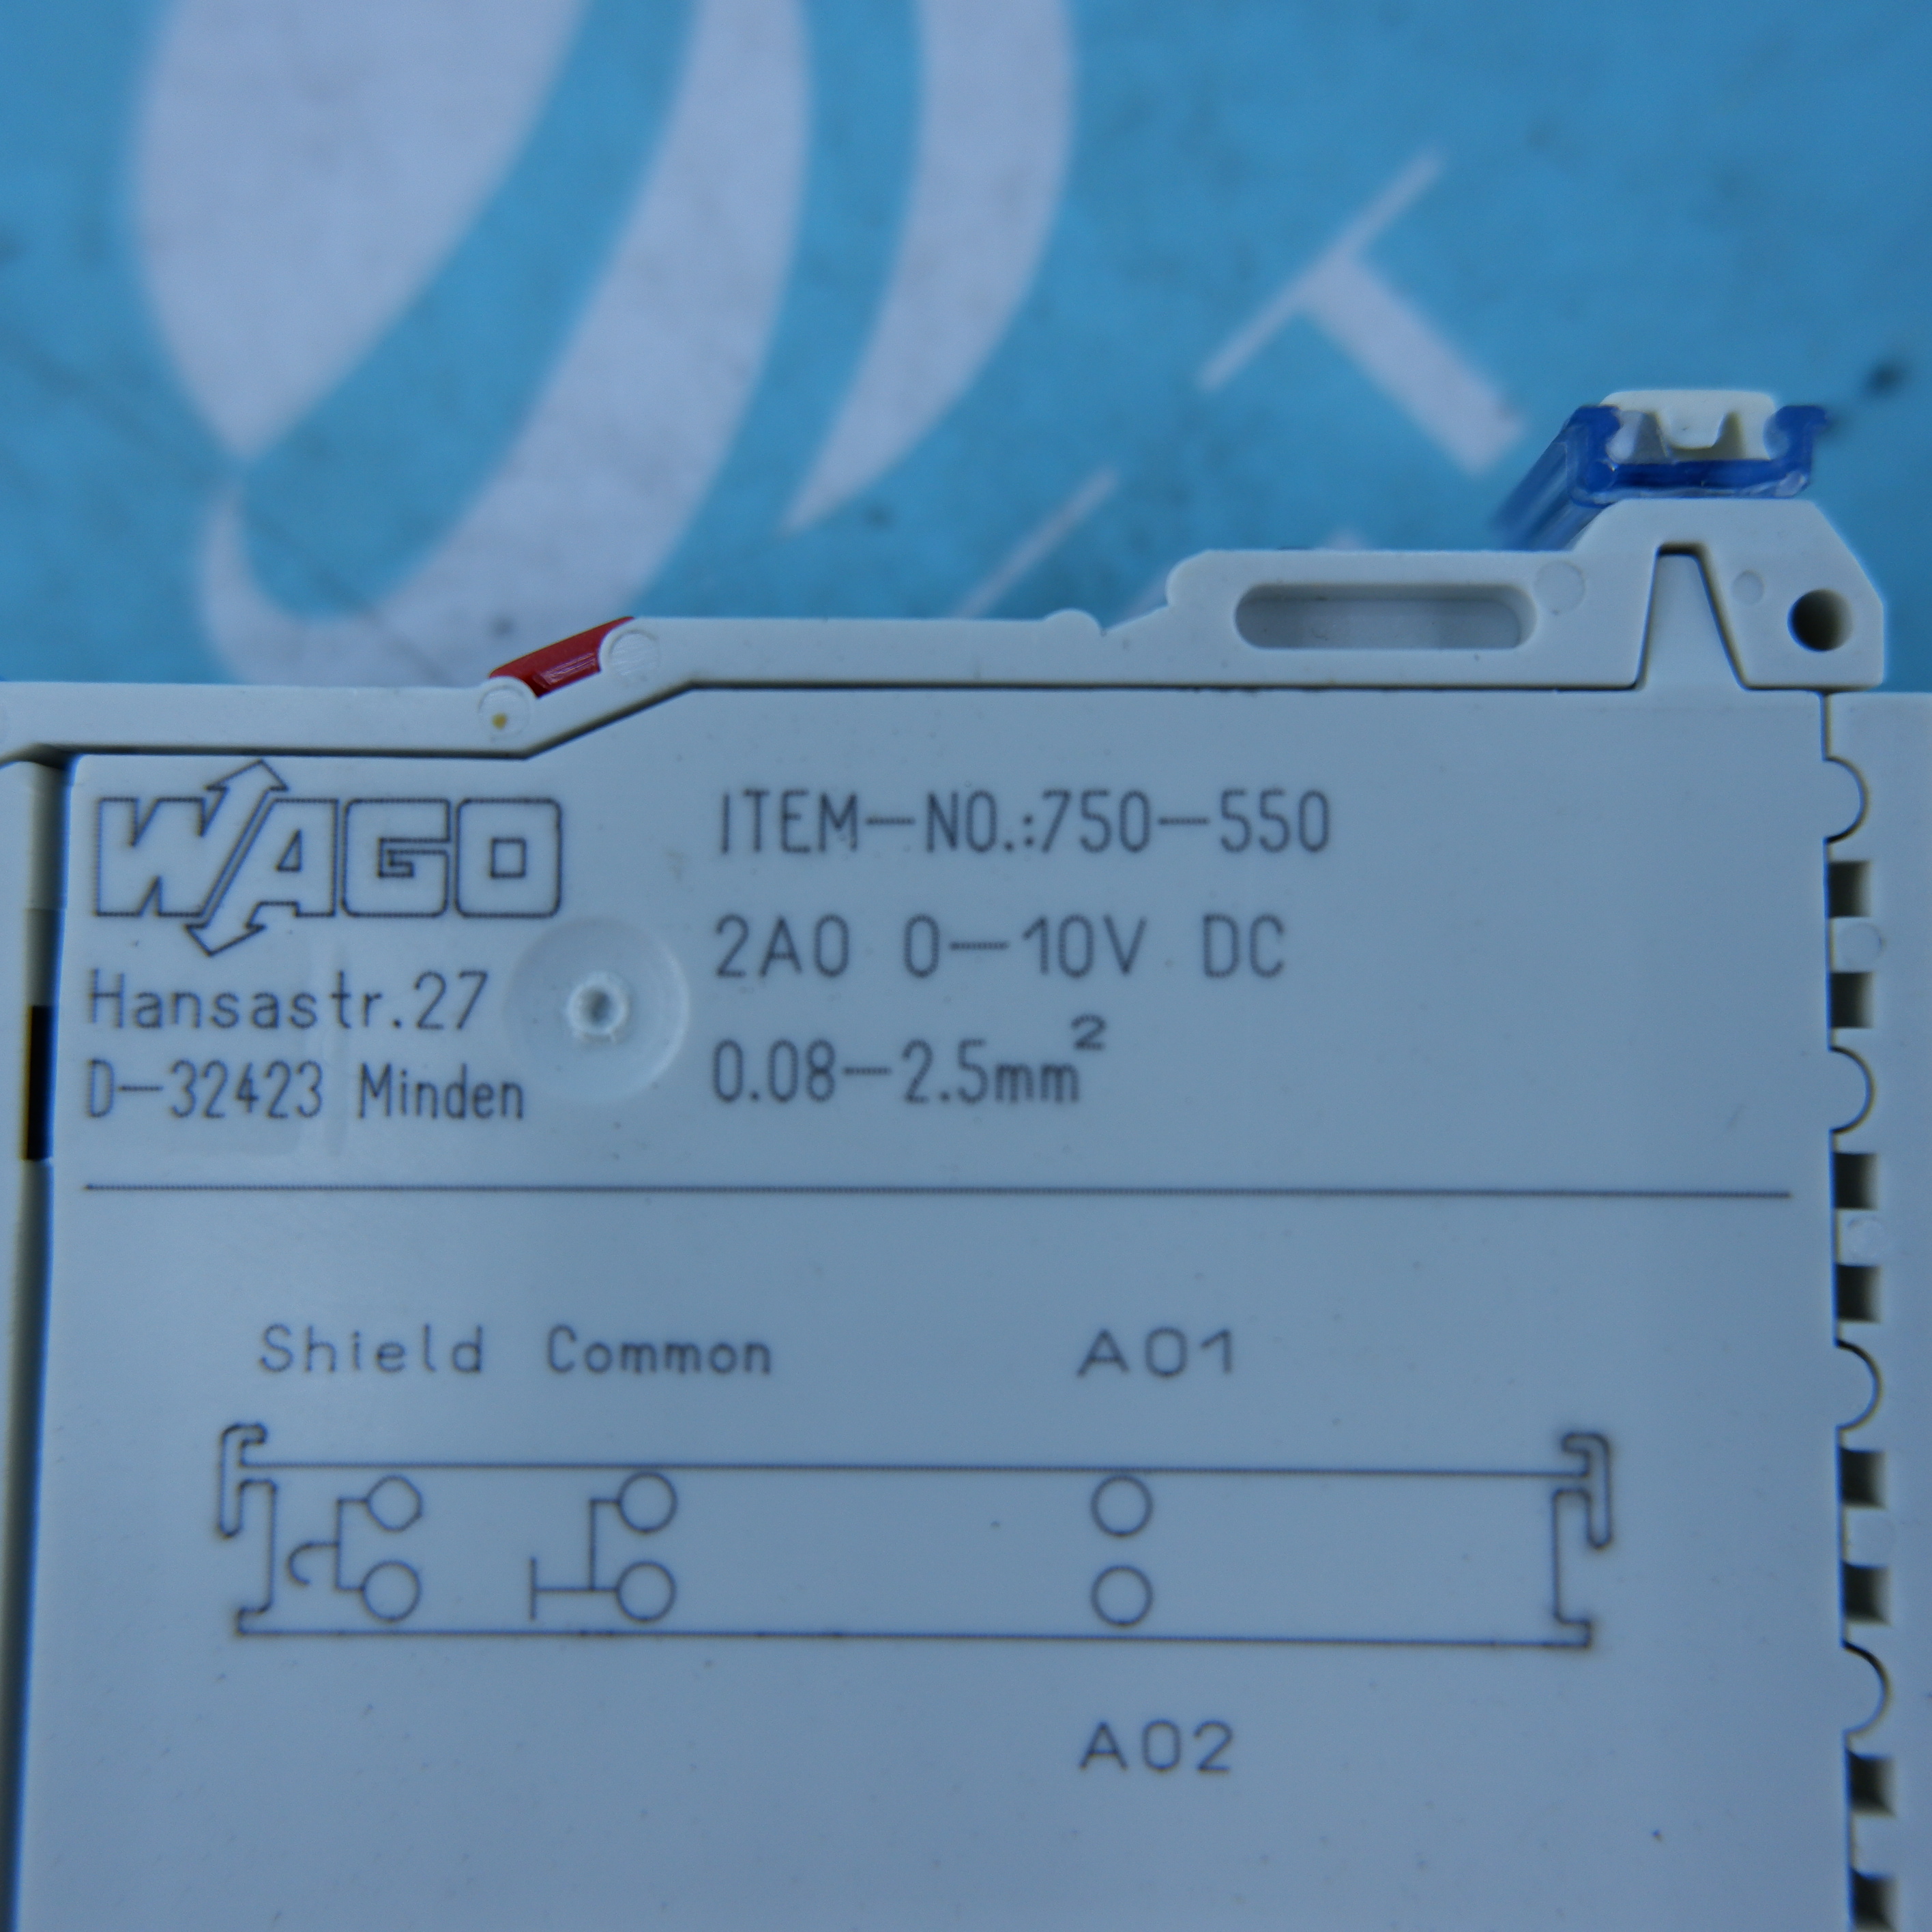 WAGO
Hansastr.27
D-32423 Minden
ITEM-NO.:750-550
2AO 0-10V DC
0.08-2.5mm²
Shield Common AO1
AO2